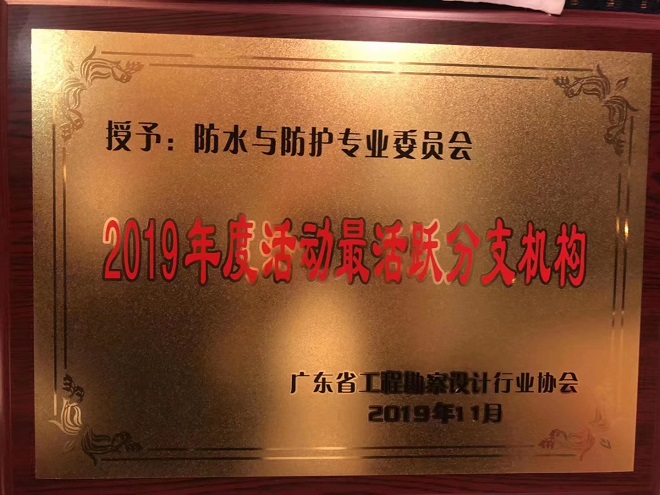 授予：防水与防护专业委员会
2019年度活动最活跃分支机构
广东省工程勘察设计行业协会
2019年11月